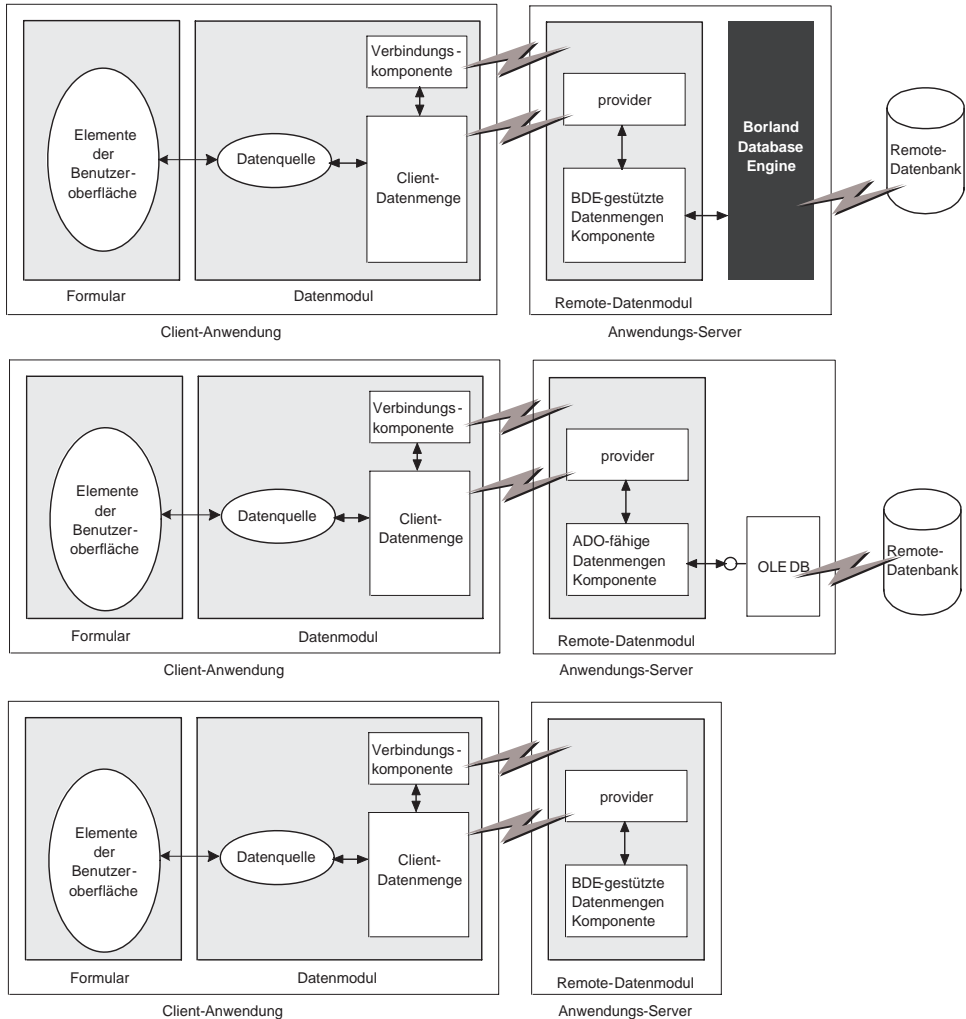 Verbindungs-
komponente
Elemente
der
Benutzer-
oberfläche
Datenquelle
Client-
Datenmenge
provider
BDE-gestützte
Datenmengen
Komponente
Borland
Database
Engine
Remote-
Datenbank
Formular
Datenmodul
Remote-Datenmodul
Client-Anwendung
Anwendungs-Server
Verbindungs-
komponente
Elemente
der
Benutzer-
oberfläche
Datenquelle
Client-
Datenmenge
provider
ADO-fähige
Datenmengen
Komponente
OLE DB
Remote-
Datenbank
Formular
Datenmodul
Remote-Datenmodul
Client-Anwendung
Anwendungs-Server
Verbindungs-
komponente
Elemente
der
Benutzer-
oberfläche
Datenquelle
Client-
Datenmenge
provider
BDE-gestützte
Datenmengen
Komponente
Formular
Datenmodul
Remote-Datenmodul
Client-Anwendung
Anwendungs-Server